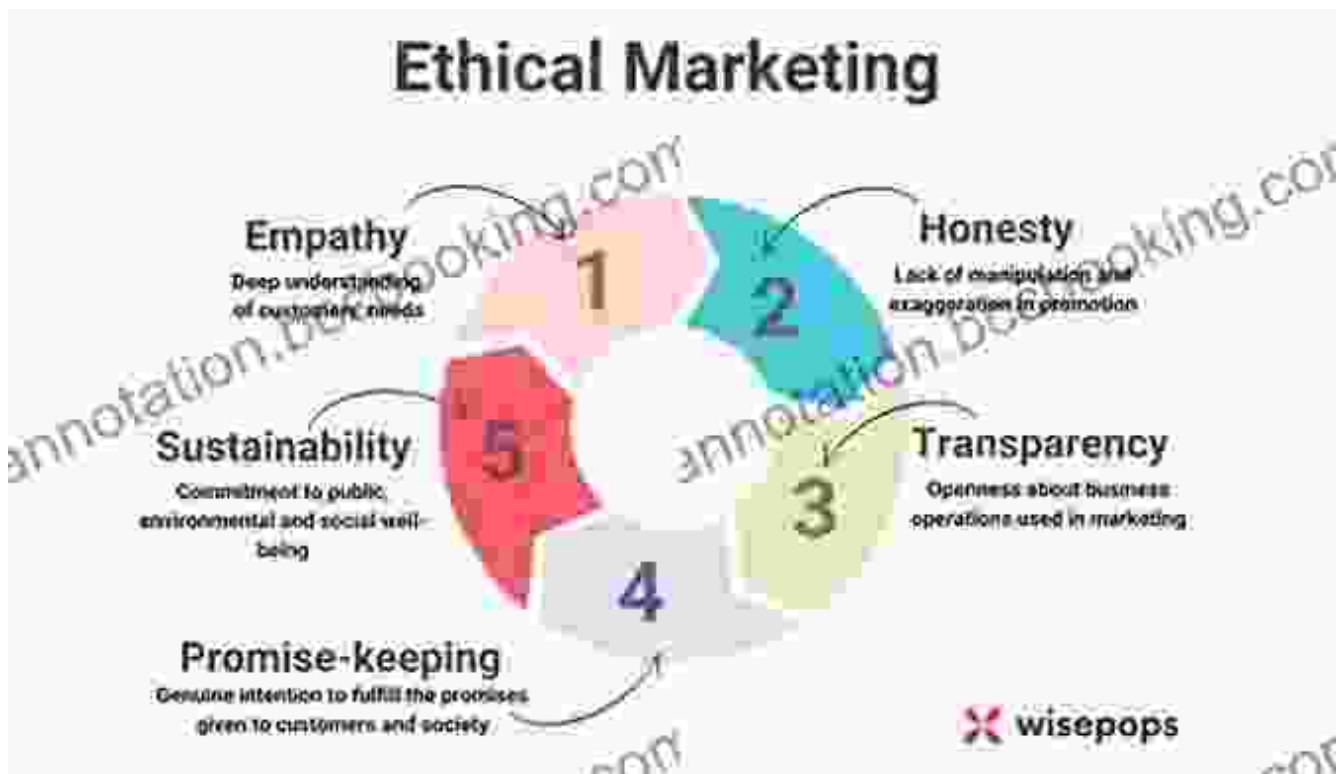 Ethical Marketing
Empathy
Deep understanding
of customers' needs
1
2
Honesty
Lack of manipulation and
exaggeration in promotion
Sustainability
Commitment to public,
environmental and social well-
being
5
3
Transparency
Openness about business
operations used in marketing
4
Promise-keeping
Genuine intention to fulfill the promises
given to customers and society
wisepops